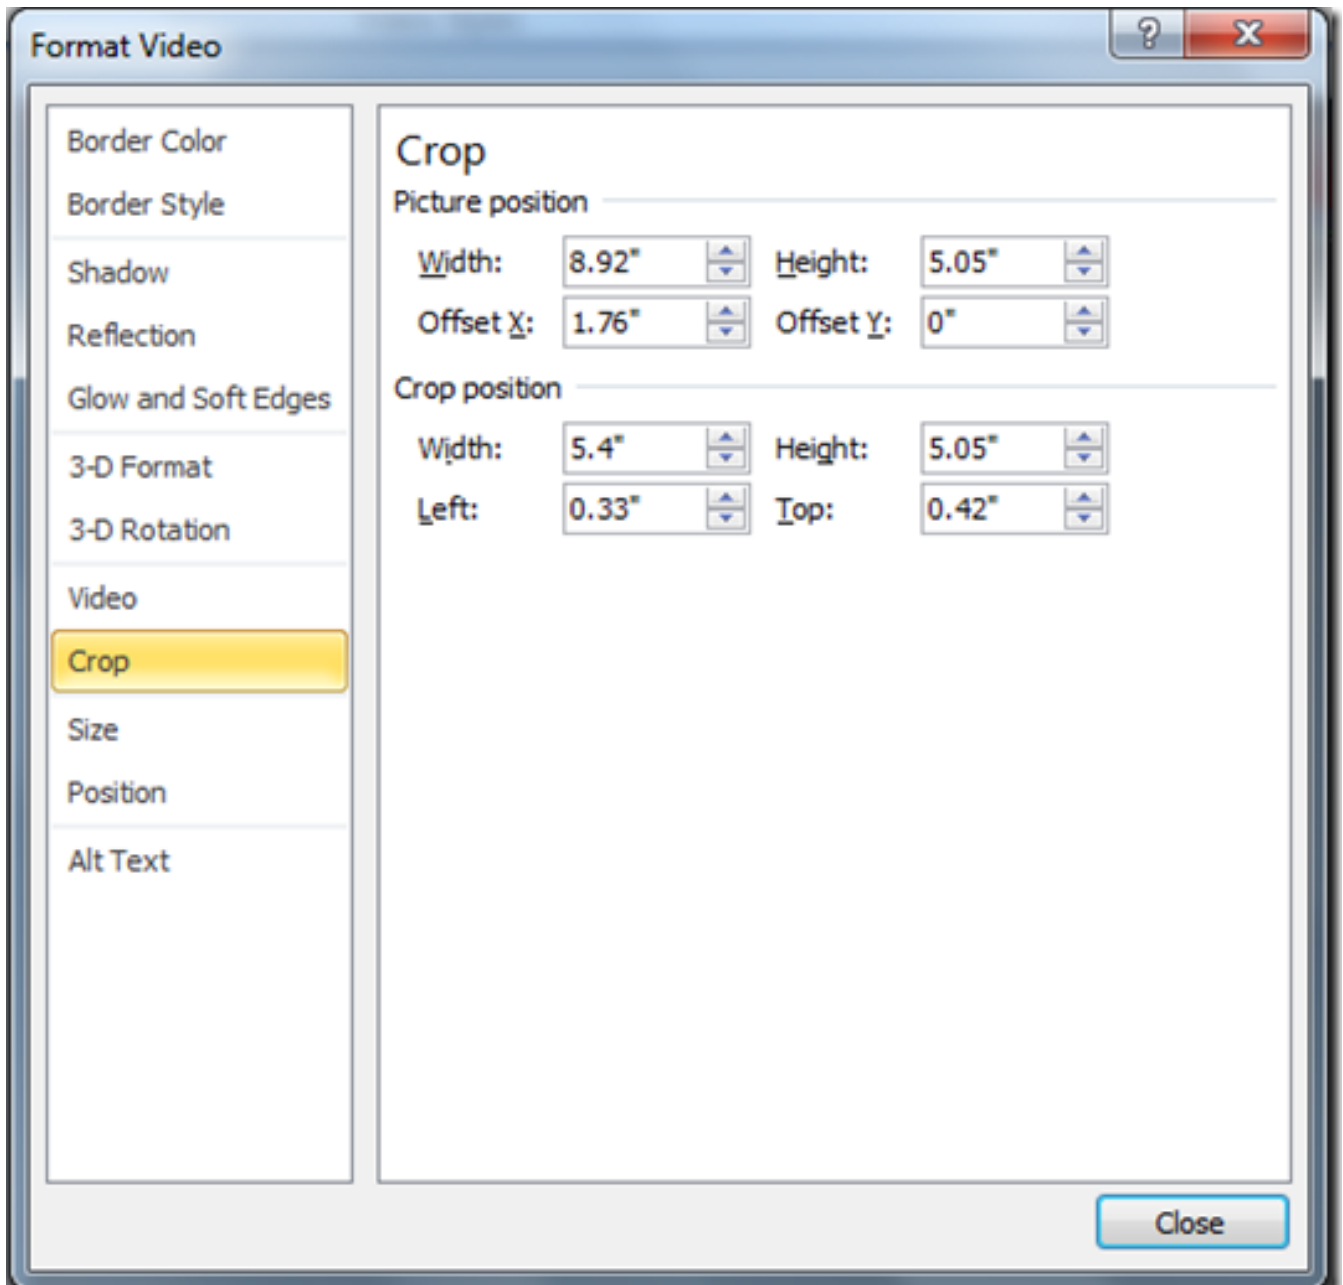 Format Video
?
X
Border Color
Border Style
Shadow
Reflection
Glow and Soft Edges
3-D Format
3-D Rotation
Video
Crop
Size
Position
Alt Text
Crop
Picture position
Width: 8.92" Height: 5.05"
Offset X: 1.76" Offset Y: 0"
Crop position
Width: 5.4" Height: 5.05"
Left: 0.33" Top: 0.42"
Close